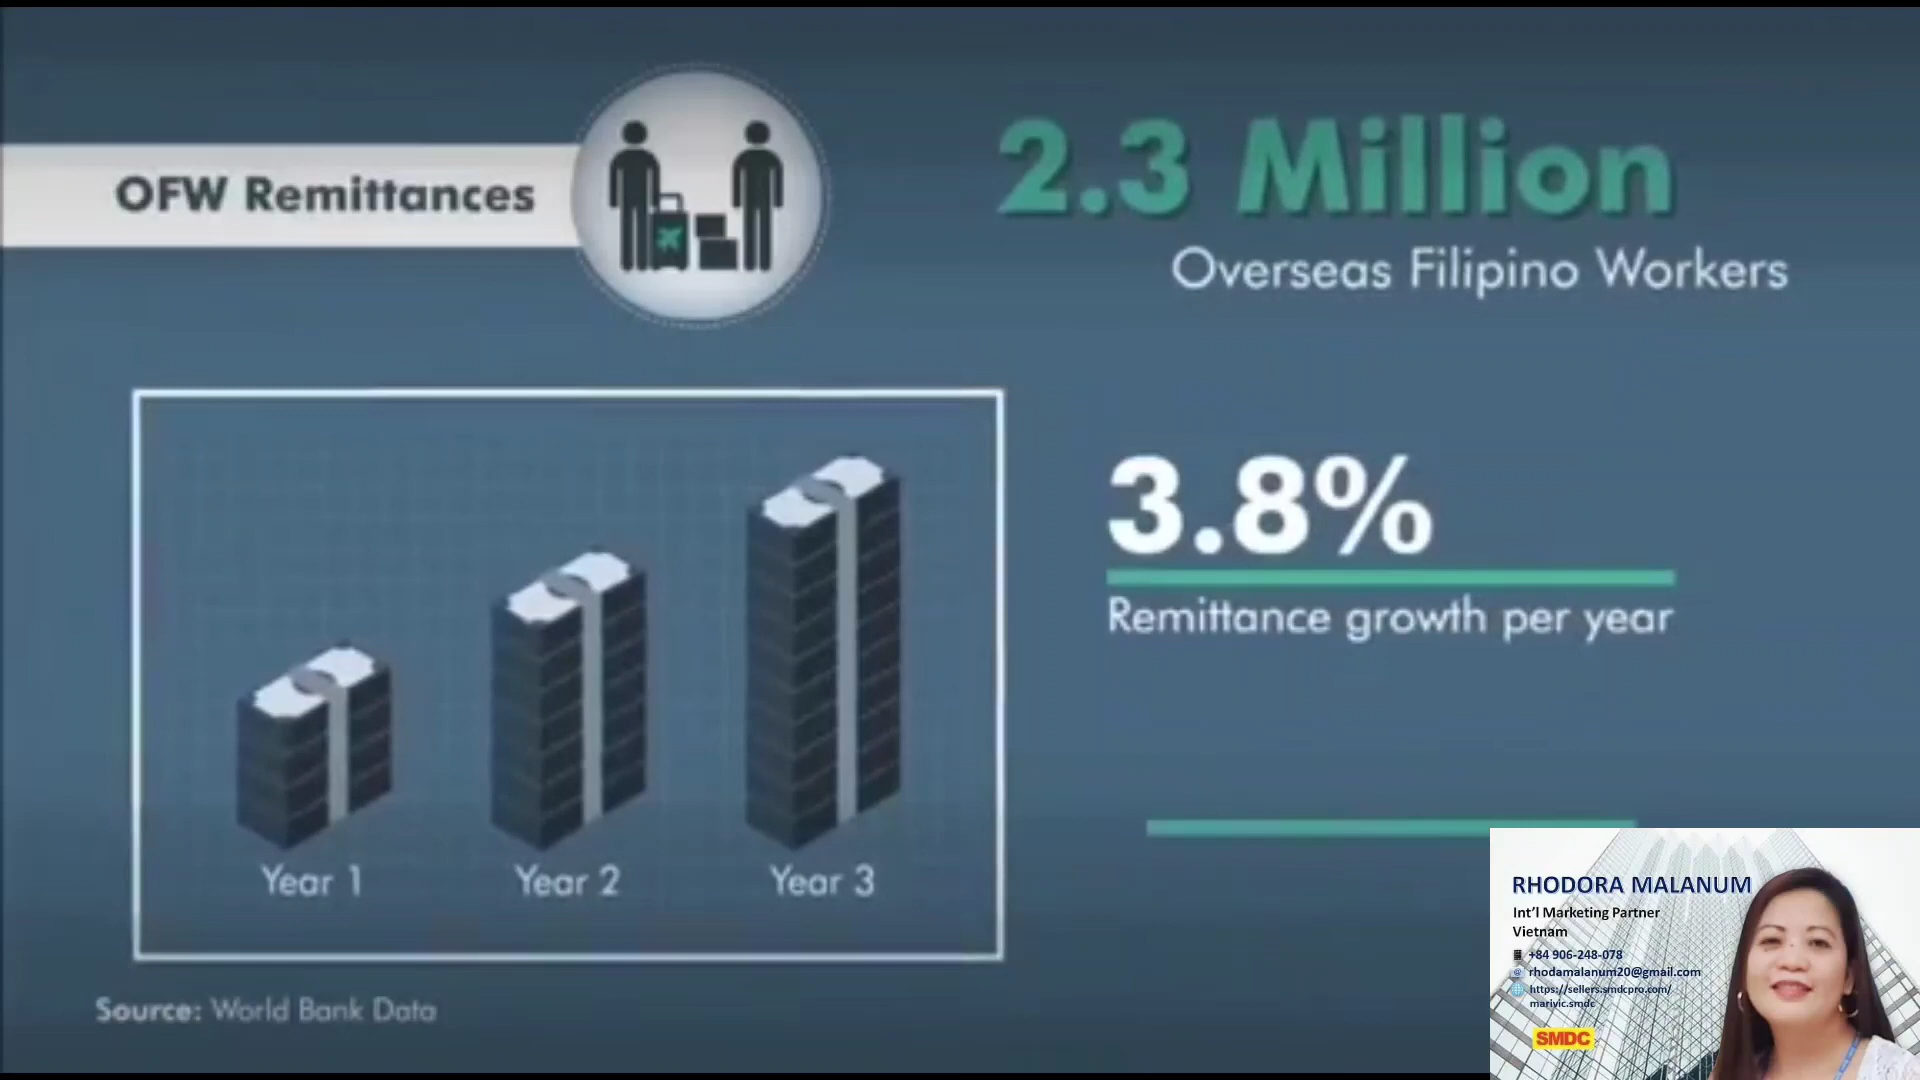 OFW Remittances
2.3 Million
Overseas Filipino Workers
3.8%
Remittance growth per year
Year 1
Year 2
Year 3
Source: World Bank Data
RHODORA MALANUM
Int'l Marketing Partner
Vietnam
+84 906-248-078
rhodamalanum20@gmail.com
https://sellers.smdcpro.com/
marivic.smdc
SMDC